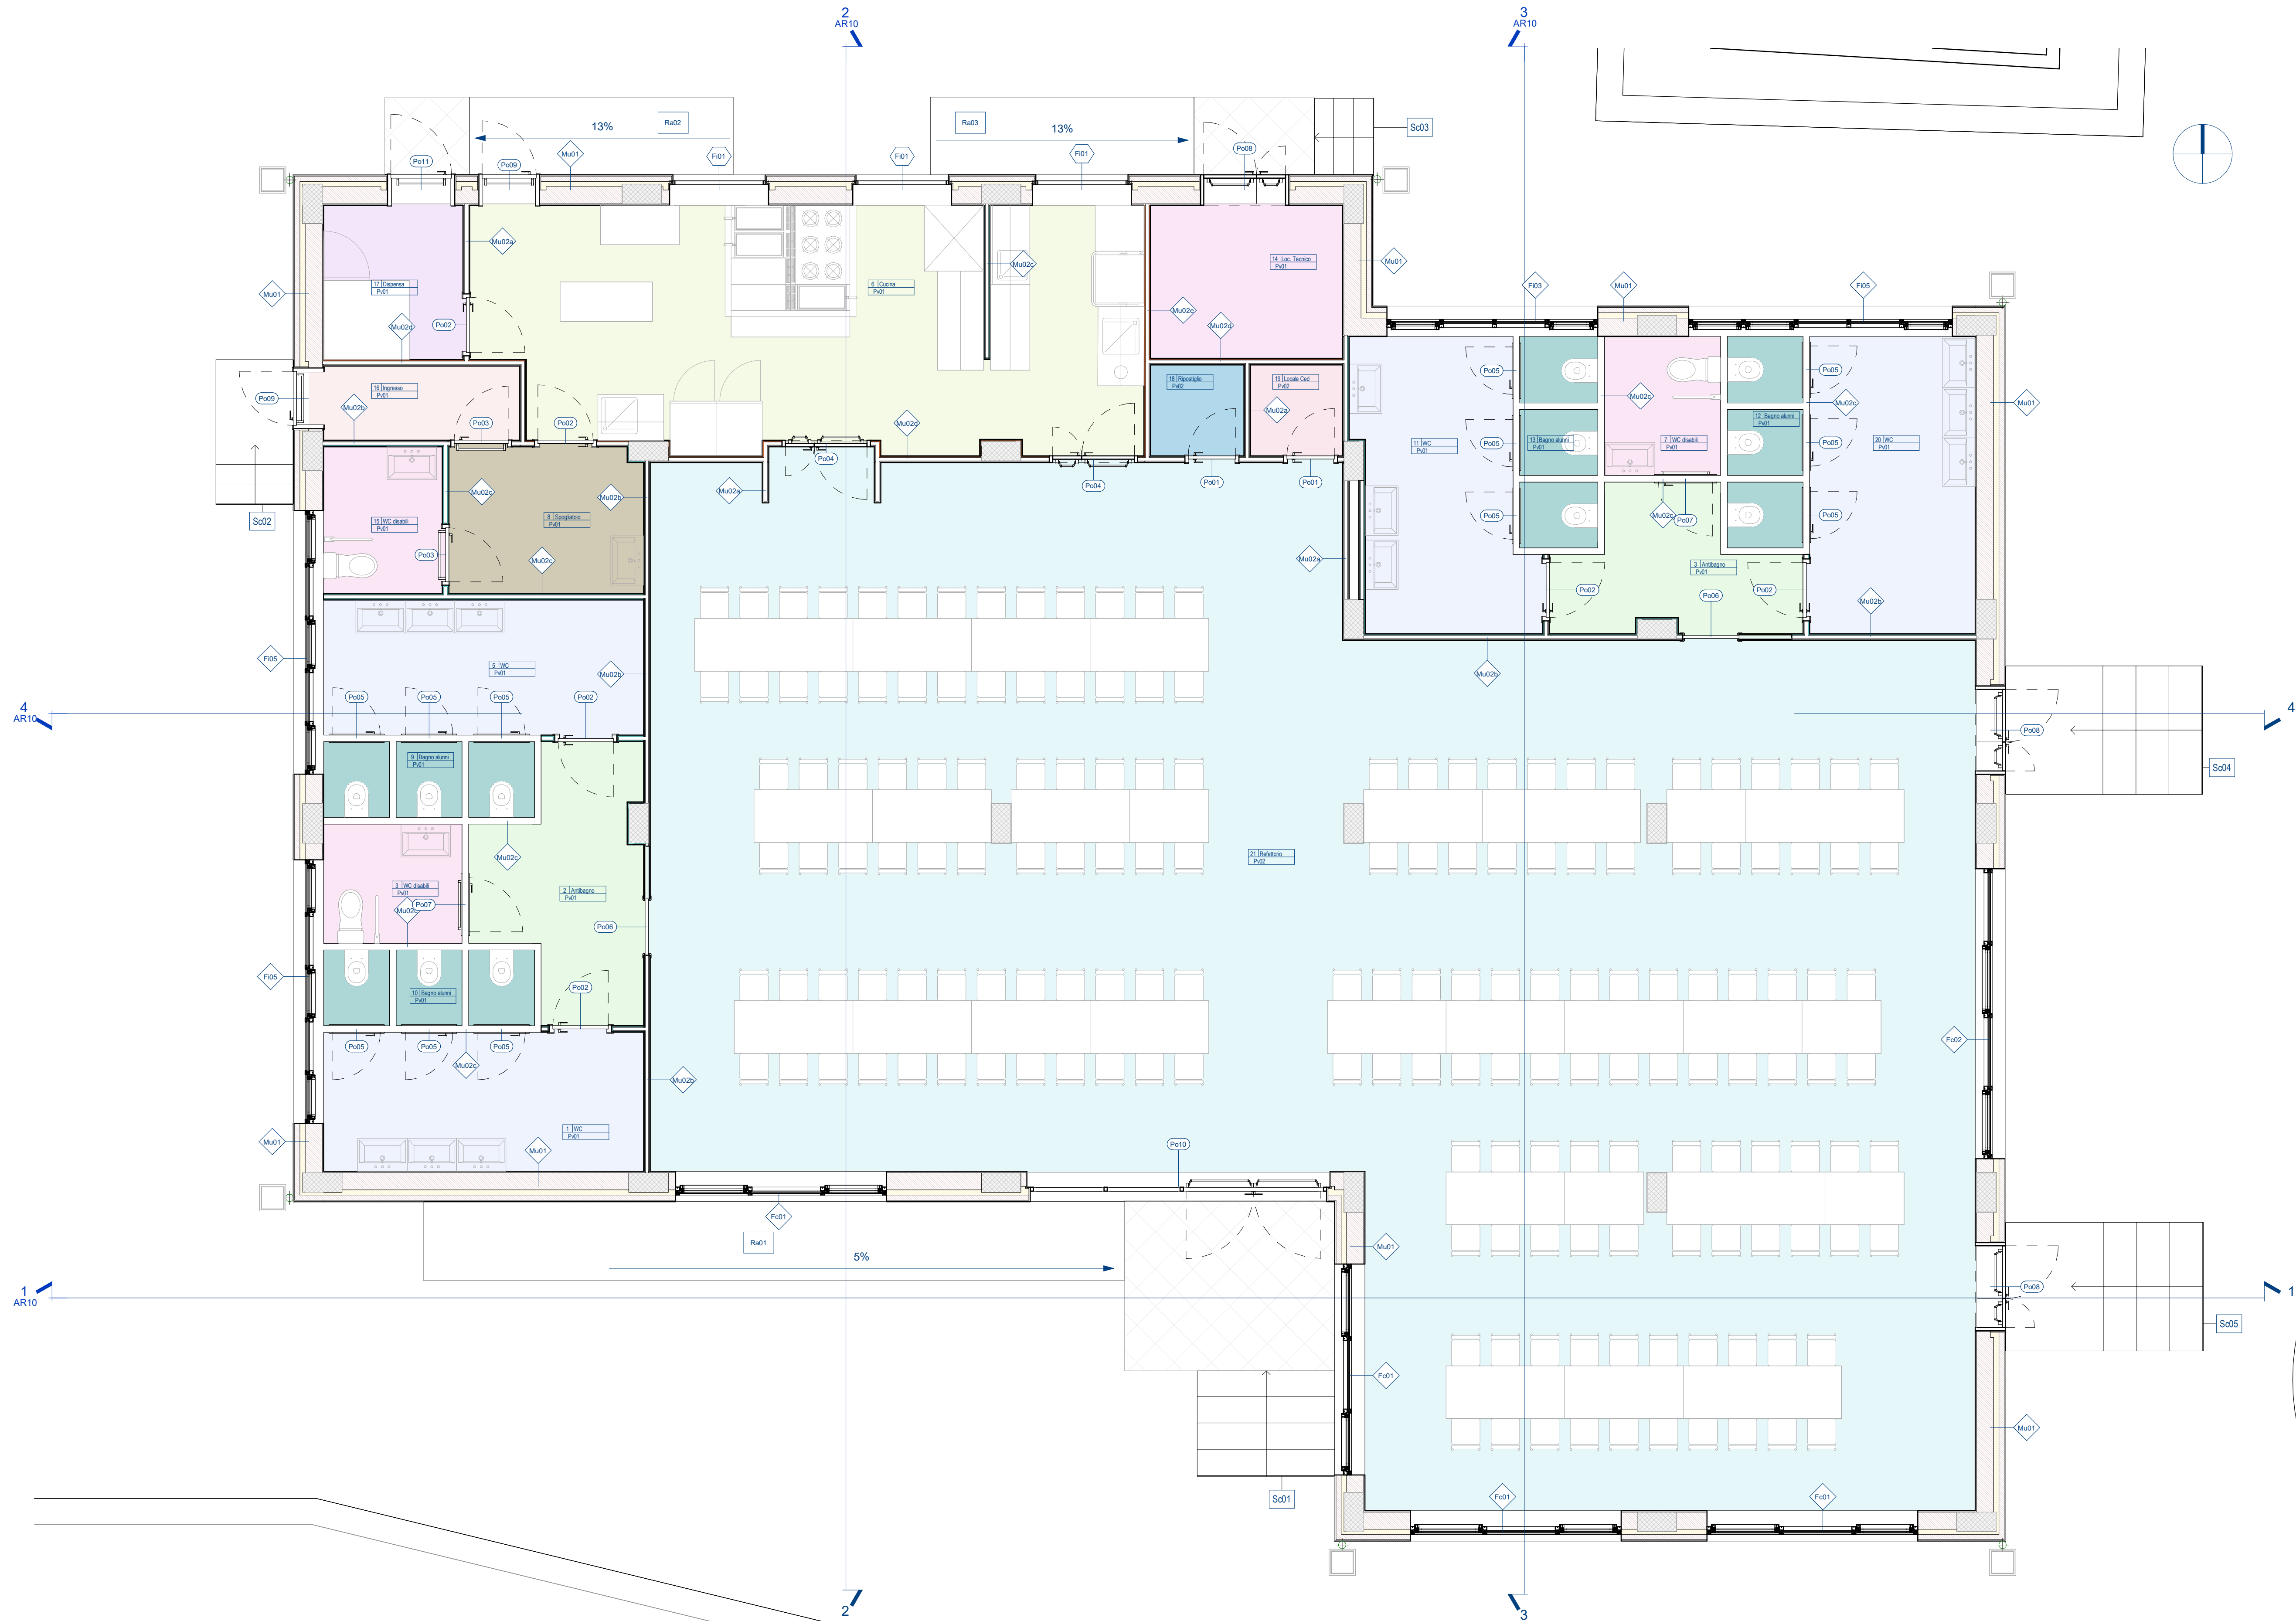 2
AR10
3
AR10
13%
Ra02
Ra03
13%
Sc03
Po11
Po09
Mu01
Fi01
Fi01
Fi01
Po08
Mu02a
Mu02c
14 Loc. Tecnico
Pv01
Mu01
Mu01
17 Dispensa
Pv01
6 Cucina
Pv01
Fi03
Mu01
Fi05
Mu02d
Po02
Mu02e
Mu02d
16 Ingresso
Pv01
18 Ripostiglio
Pv02
19 Locale Ced
Pv02
Po05
Po05
Po09
Mu02b
Mu02a
Mu02c
Mu02c
Mu01
Po03
Po02
Mu02d
12 Bagno alunni
Pv01
11 WC
Pv01
Po05
13 Bagno alunni
Pv01
7 WC disabili
Pv01
Po05
20 WC
Pv01
Po04
Po04
Po01
Po01
Mu02c
Mu02b
Mu02a
Sc02
15 WC disabili
Pv01
8 Spogliatoio
Pv01
Po05
Mu02c
Po07
Po05
Po03
Mu02c
Mu02a
3 Antibagno
Pv01
Po02
Po02
Po06
Mu02b
Fi05
5 WC
Pv01
Mu02b
Mu02b
Po05
Po05
Po05
Po02
4
AR10
4
Po08
9 Bagno alunni
Pv01
Sc04
Mu02c
21 Refettorio
Pv02
3 WC disabili
Pv01
2 Antibagno
Pv01
Po07
Mu02c
Po06
Fi05
Po02
10 Bagno alunni
Pv01
Po05
Po05
Po05
Fc02
Mu02c
Mu02b
1 WC
Pv01
Mu01
Mu01
Po10
Fc01
Ra01
5%
Mu01
Po08
1
AR10
1
Sc05
Fc01
Mu01
Sc01
Fc01
Fc01
2
3